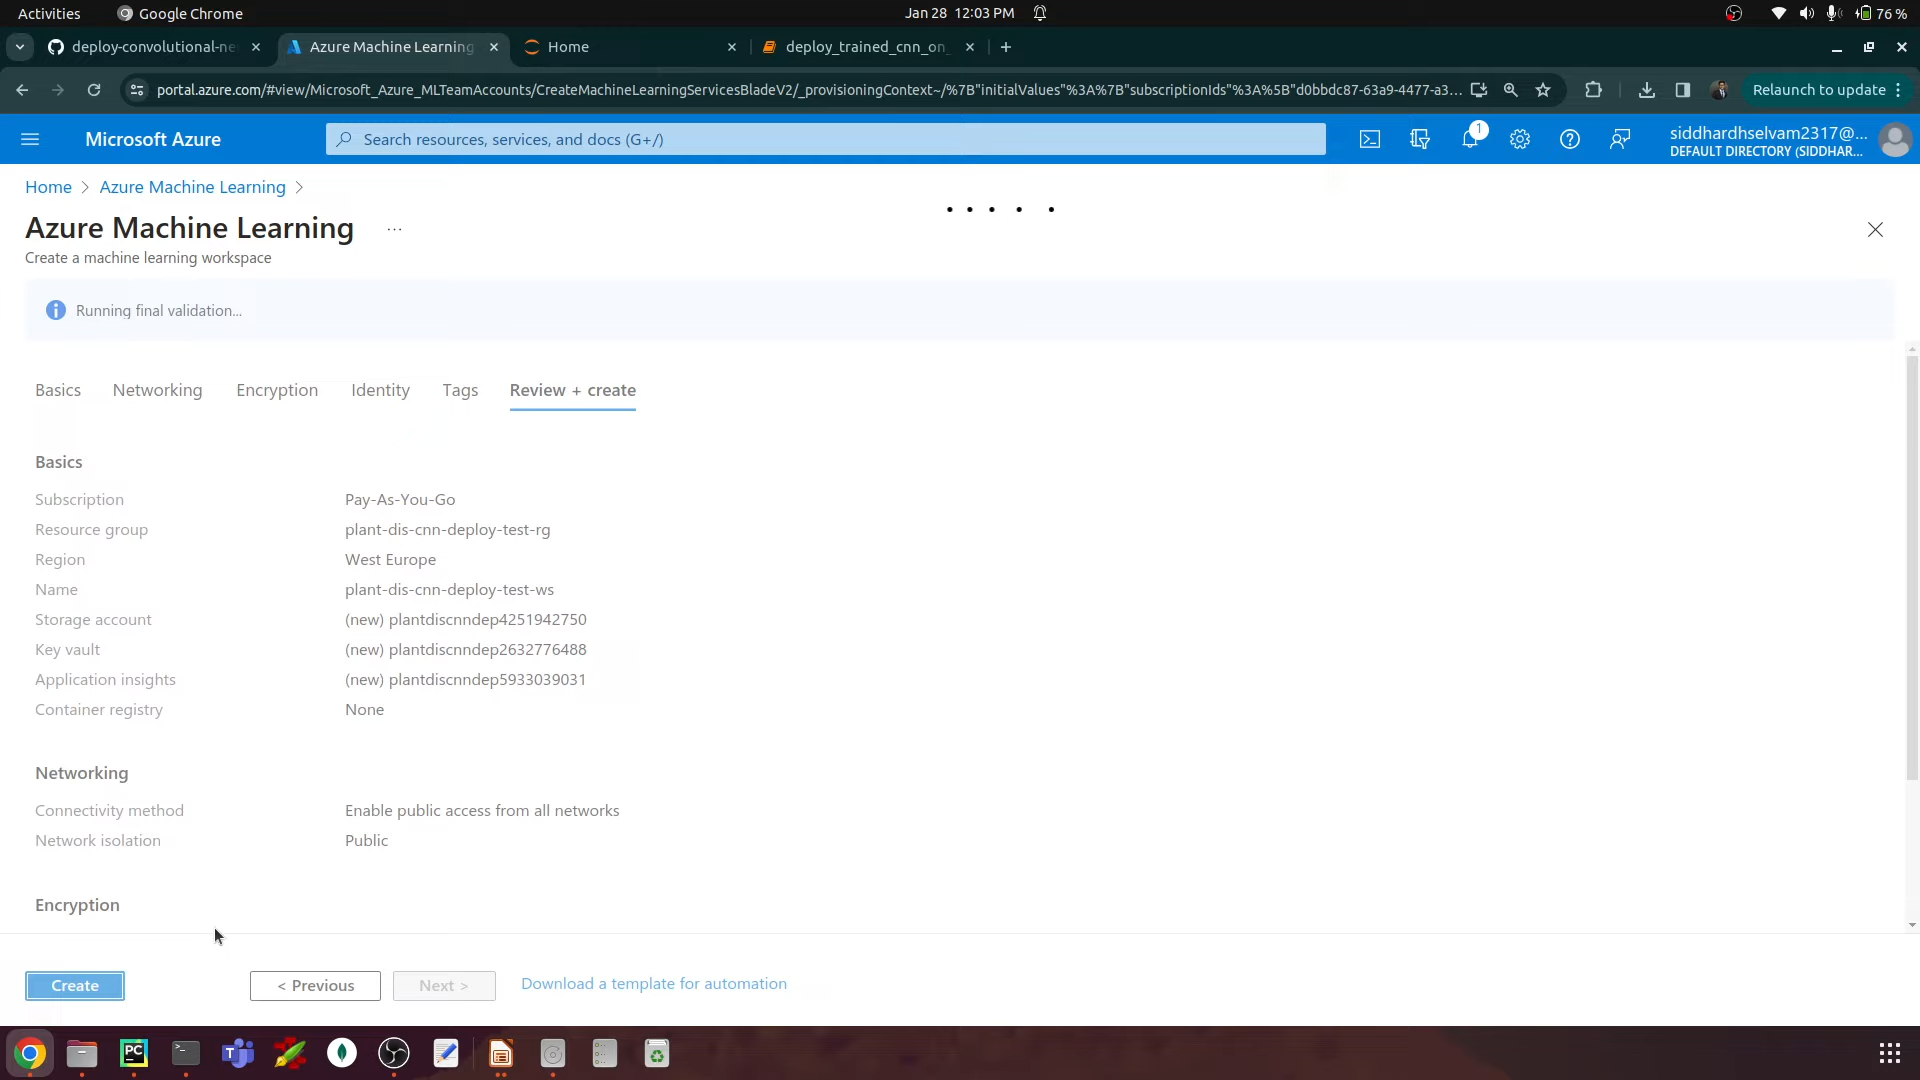 Activities
Google Chrome
Jan 28 12:03 PM
76 %
deploy-convolutional-ne
Azure Machine Learning
Home
deploy_trained_cnn_on_
portal.azure.com/#view/Microsoft_Azure_MLTeamAccounts/CreateMachineLearningServicesBladeV2/_provisioningContext~/%7B"initialValues"%3A%7B"subscriptionIds"%3A%5B"d0bbdc87-63a9-4477-a3...
Relaunch to update
Microsoft Azure
Search resources, services, and docs (G+/)
1
siddhardhselvam2317@...
DEFAULT DIRECTORY (SIDDHAR...
Home > Azure Machine Learning >
Azure Machine Learning ...
Create a machine learning workspace
Running final validation...
Basics Networking Encryption Identity Tags Review + create
Basics
Subscription Pay-As-You-Go
Resource group plant-dis-cnn-deploy-test-rg
Region West Europe
Name plant-dis-cnn-deploy-test-ws
Storage account (new) plantdiscnndep4251942750
Key vault (new) plantdiscnndep2632776488
Application insights (new) plantdiscnndep5933039031
Container registry None
Networking
Connectivity method Enable public access from all networks
Network isolation Public
Encryption
Create
< Previous
Next >
Download a template for automation